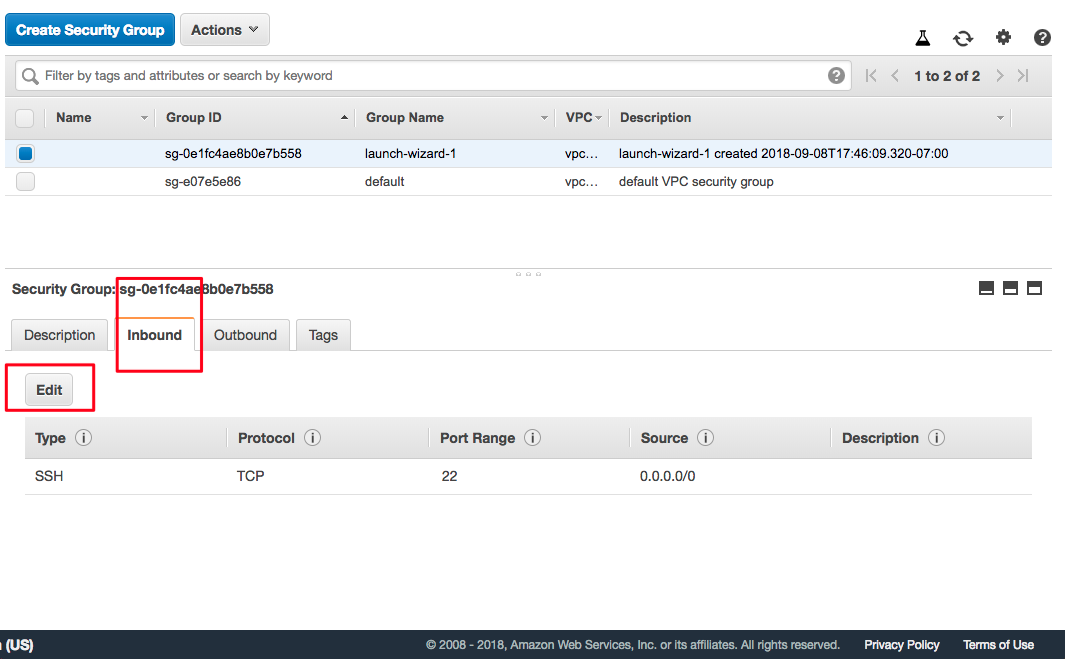 Create Security Group Actions
Filter by tags and attributes or search by keyword ? 1 to 2 of 2 ?
Name Group ID Group Name VPC Description
sg-0e1fc4ae8b0e7b558 launch-wizard-1 vpc… launch-wizard-1 created 2018-09-08T17:46:09.320-07:00
sg-e07e5e86 default vpc… default VPC security group
Security Group: sg-0e1fc4ae8b0e7b558
Description Inbound Outbound Tags
Edit
Type i Protocol i Port Range i Source i Description i
SSH TCP 22 0.0.0.0/0
(US) © 2008 - 2018, Amazon Web Services, Inc. or its affiliates. All rights reserved. Privacy Policy Terms of Use